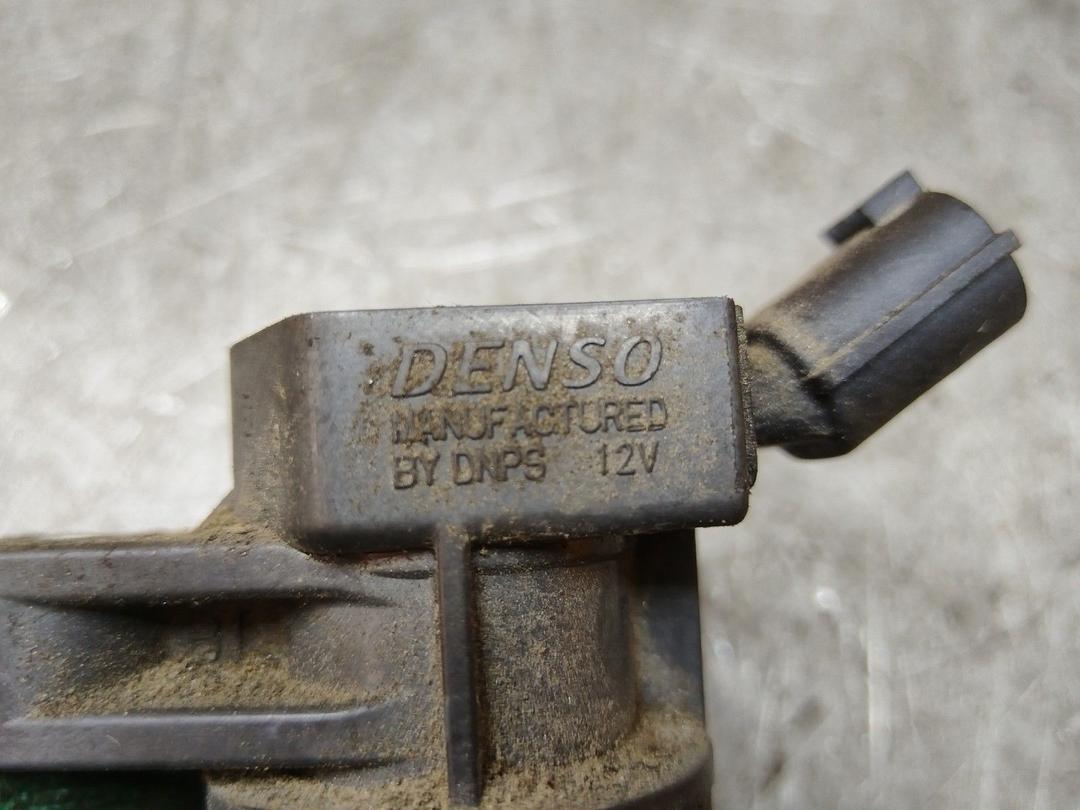 DENSO
MANUFACTURED
BY DNPS 12V